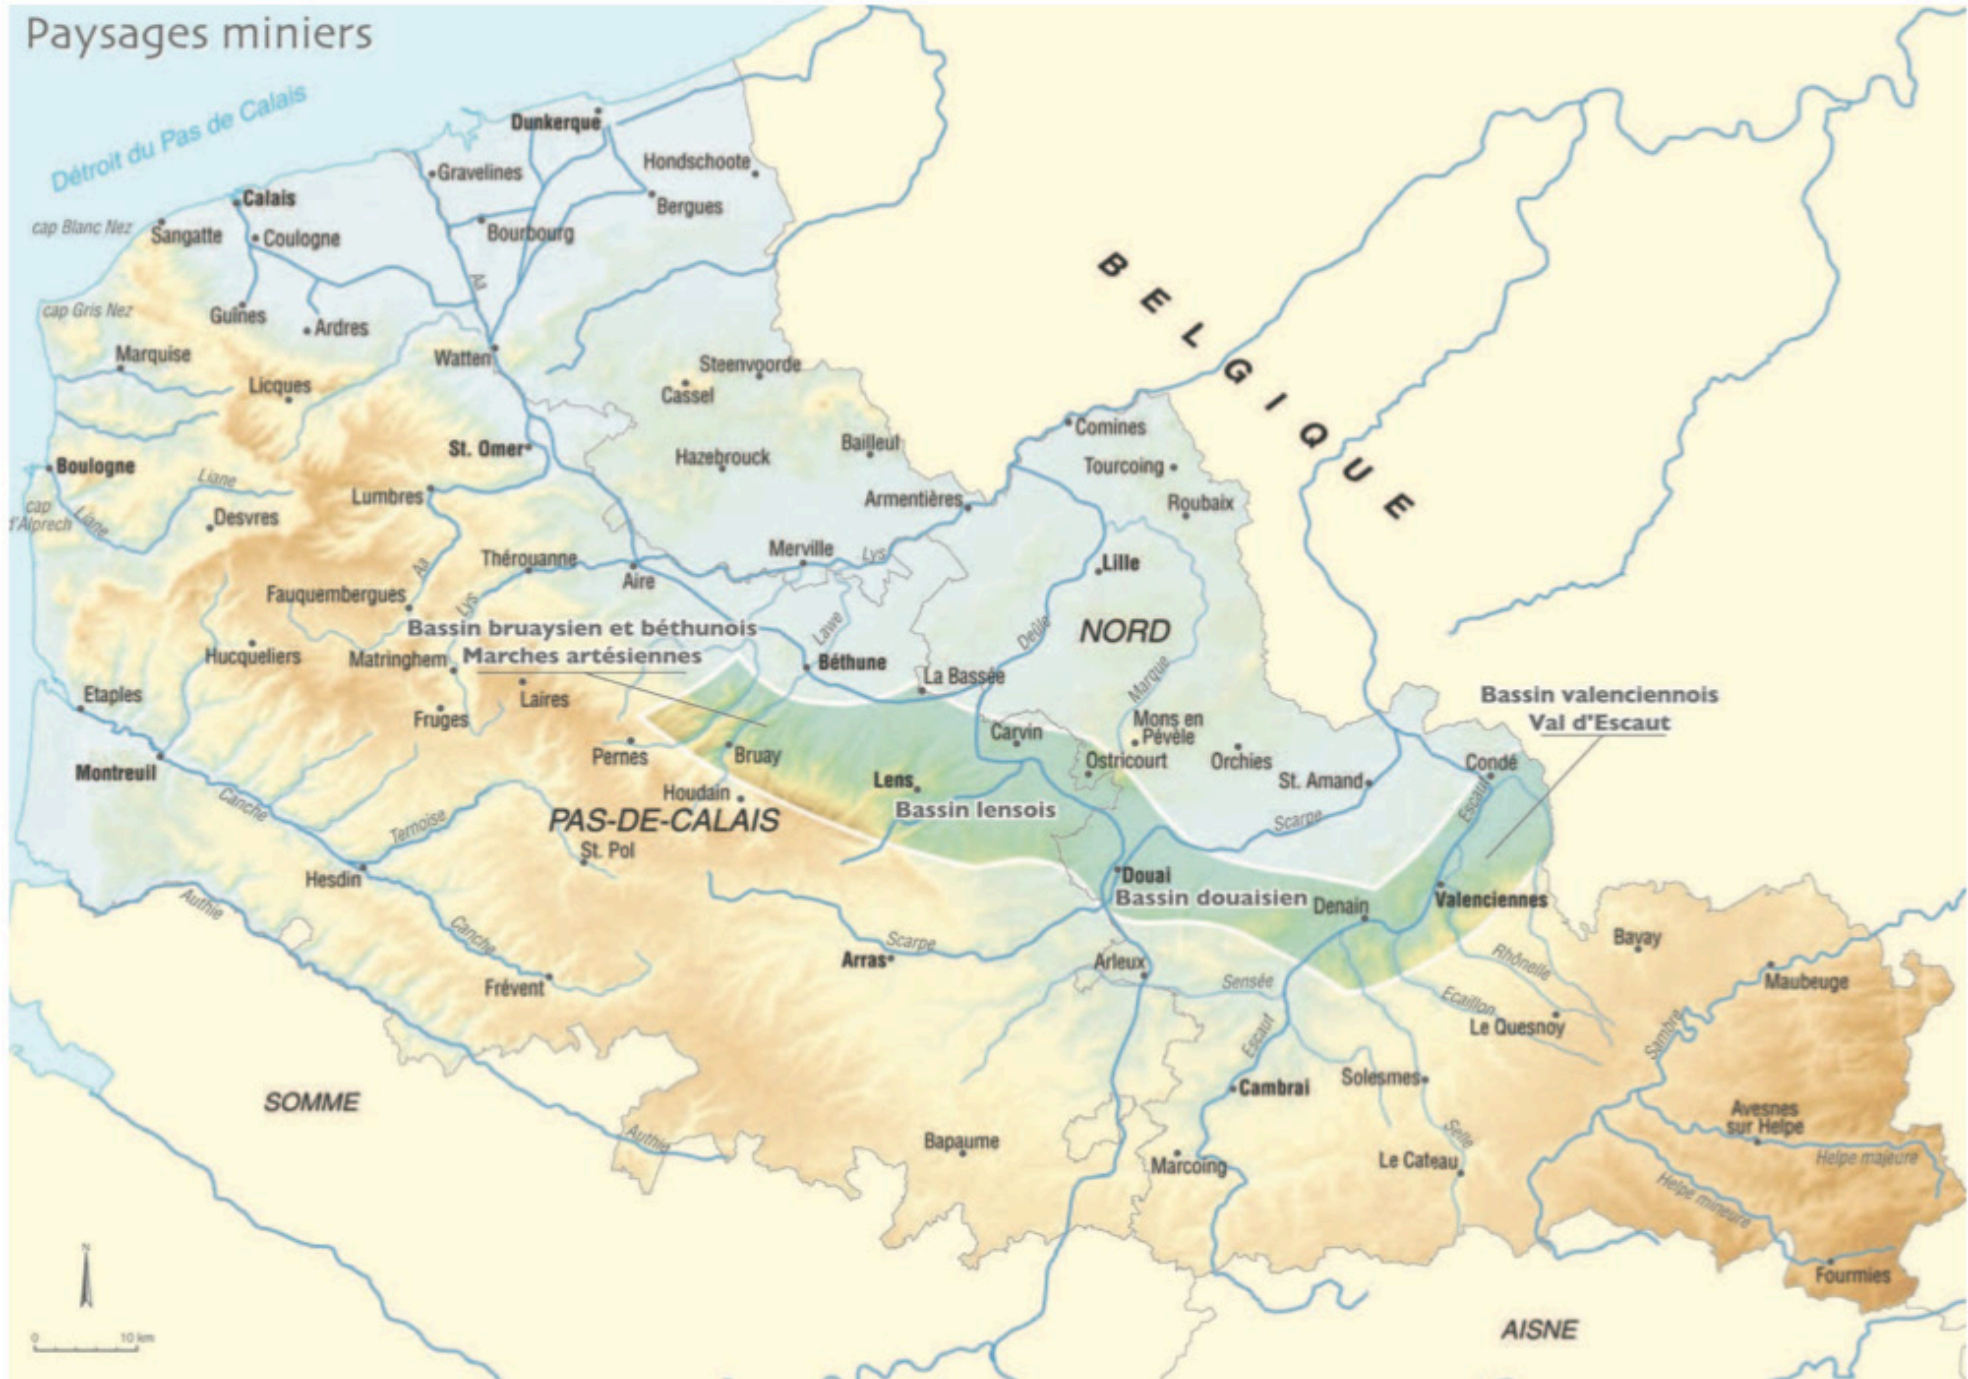 Paysages miniers
Détroit du Pas de Calais
Dunkerque
Hondschoote
Gravelines
Bergues
Calais
cap Blanc Nez
Sangatte
Coulogne
Bourbourg
Aa
cap Gris Nez
Guînes
Ardres
Marquise
Watten
Licques
Steenvoorde
Cassel
BELGIQUE
Comines
St. Omer
Bailleul
Hazebrouck
Tourcoing
Boulogne
Liane
Lumbres
Armentières
Roubaix
cap
d'Alprech
Liane
Desvres
Thérouanne
Merville
Lys
Aire
Lille
Aa
Fauquembergues
Lys
Bassin bruaysien et béthunois
Marches artésiennes
Lawe
Deûle
NORD
Hucqueliers
Matringhem
Béthune
La Bassée
Marque
Etaples
Laires
Fruges
Bassin valenciennois
Val d'Escaut
Mons en
Pévèle
Carvin
Pernes
Bruay
Ostricourt
Orchies
Condé
Montreuil
Lens
St. Amand
Houdain
Bassin lensois
Escaut
Canche
Ternoise
PAS-DE-CALAIS
Scarpe
St. Pol
Hesdin
Douai
Bassin douaisien
Denain
Valenciennes
Authie
Canche
Scarpe
Arras
Bavay
Arleux
Sensée
Rhônelle
Maubeuge
Frévent
Ecaillon
Le Quesnoy
Escaut
Sambre
SOMME
Cambrai
Solesmes
Avesnes
sur Helpe
Authie
Bapaume
Selle
Marcoing
Le Cateau
Helpe majeure
Helpe mineure
N
Fourmies
0 10 km
AISNE